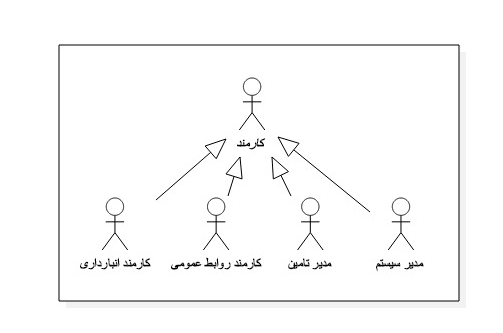 کارمند
مدیر سیستم
مدیر تامین
کارمند روابط عمومی
کارمند انبارداری